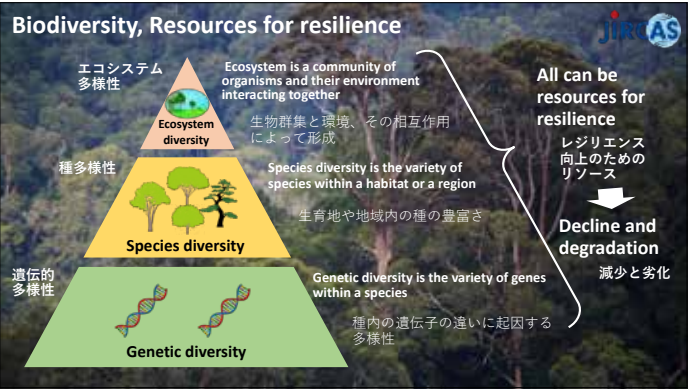 Biodiversity, Resources for resilience
JIRCAS
エコシステム
多様性
Ecosystem
diversity
Ecosystem is a community of
organisms and their environment
interacting together
生物群集と環境、その相互作用
によって形成
種多様性
Species diversity
Species diversity is the variety of
species within a habitat or a region
生育地や地域内の種の豊富さ
遺伝的
多様性
Genetic diversity
Genetic diversity is the variety of genes
within a species
種内の遺伝子の違いに起因する
多様性
All can be
resources for
resilience
レジリエンス
向上のための
リソース
Decline and
degradation
減少と劣化